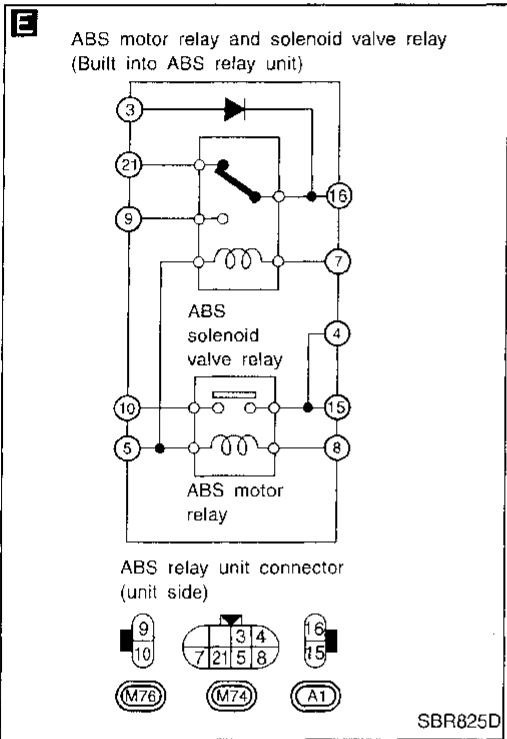 E
ABS motor relay and solenoid valve relay
(Built into ABS relay unit)
3
21
16
9
7
ABS
solenoid
valve relay
4
10
15
5
8
ABS motor
relay
ABS relay unit connector
(unit side)
9
3 4
16
10
7 21 5 8
15
M76
M74
A1
SBR825D